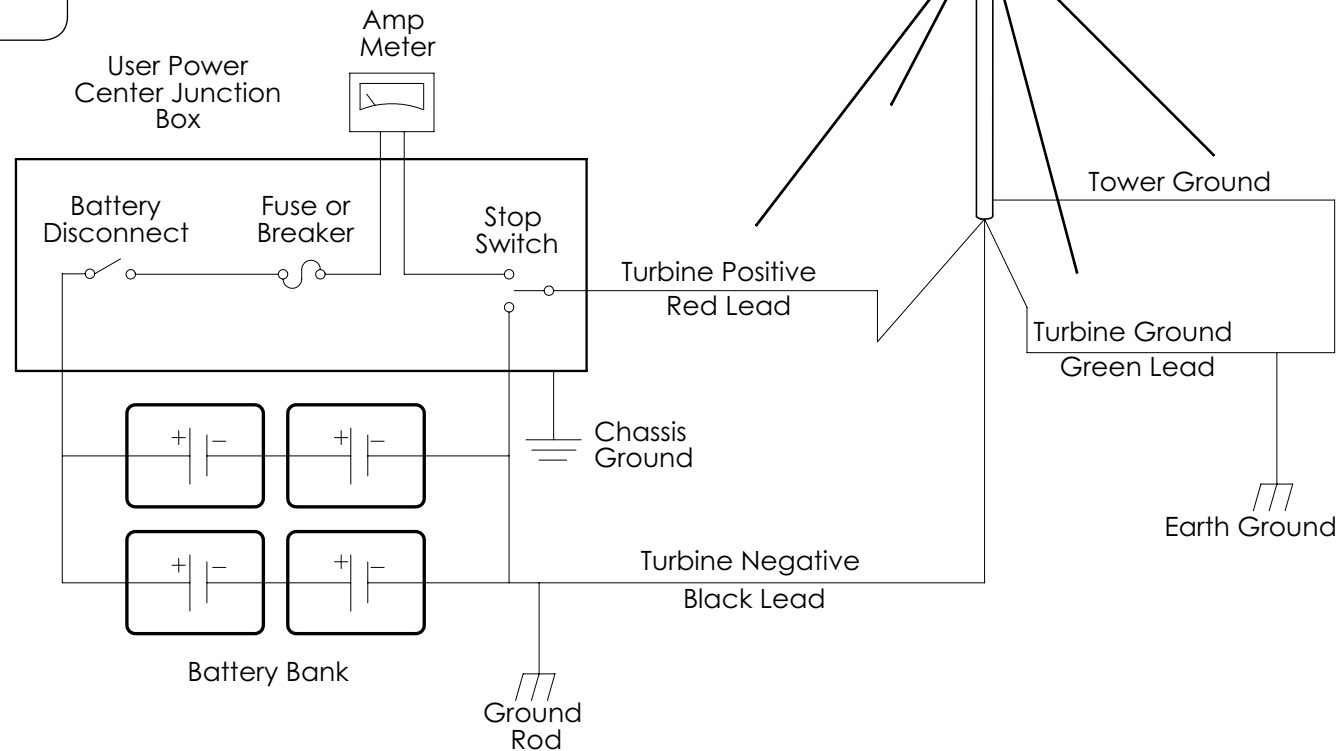 Amp
Meter
User Power
Center Junction
Box
Battery
Disconnect
Fuse or
Breaker
Stop
Switch
Tower Ground
Turbine Positive
Red Lead
Turbine Ground
Green Lead
+ −
+ −
Chassis
Ground
Earth Ground
+ −
+ −
Turbine Negative
Black Lead
Battery Bank
Ground
Rod